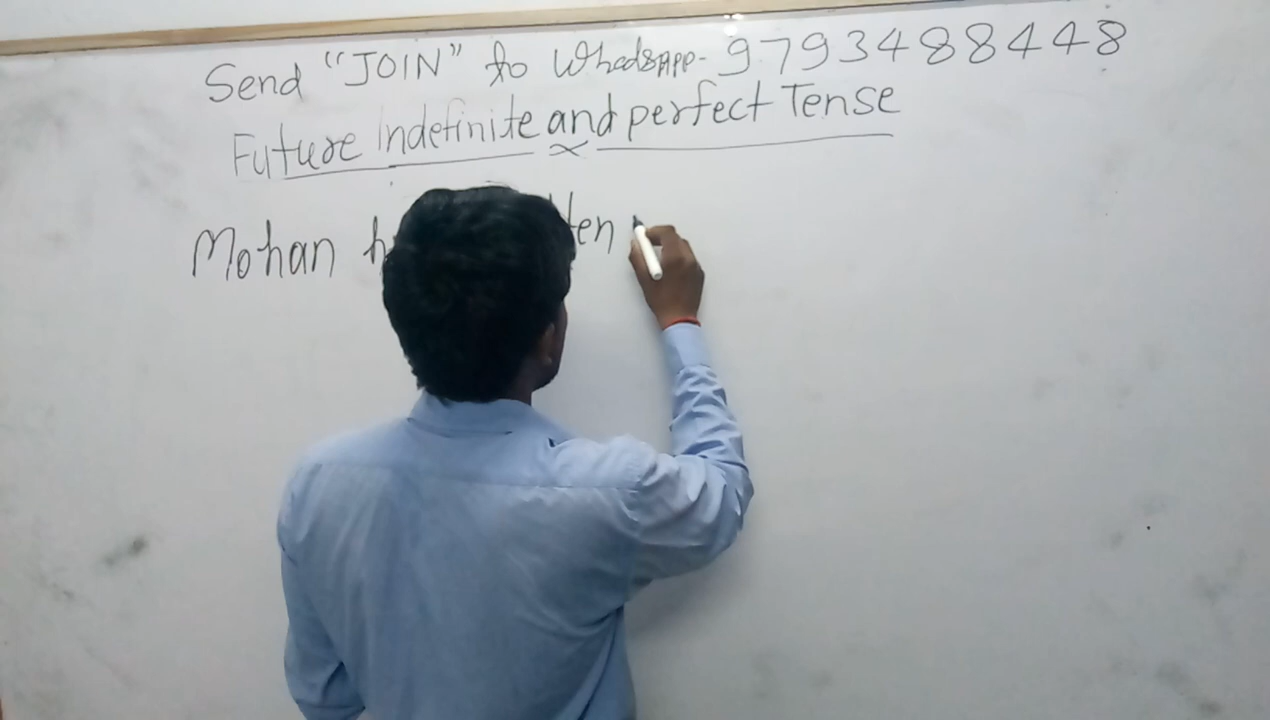 Send "JOIN" to WhatsAPP- 9793488448
Future Indefinite and perfect Tense
Mohan